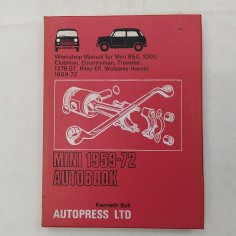 Workshop Manual for Mini 850, 1000,
Clubman, Countryman, Traveller,
1275 GT, Riley Elf, Wolseley Hornet
1959-72
MINI 1959-72
AUTOBOOK
Kenneth Ball
AUTOPRESS LTD